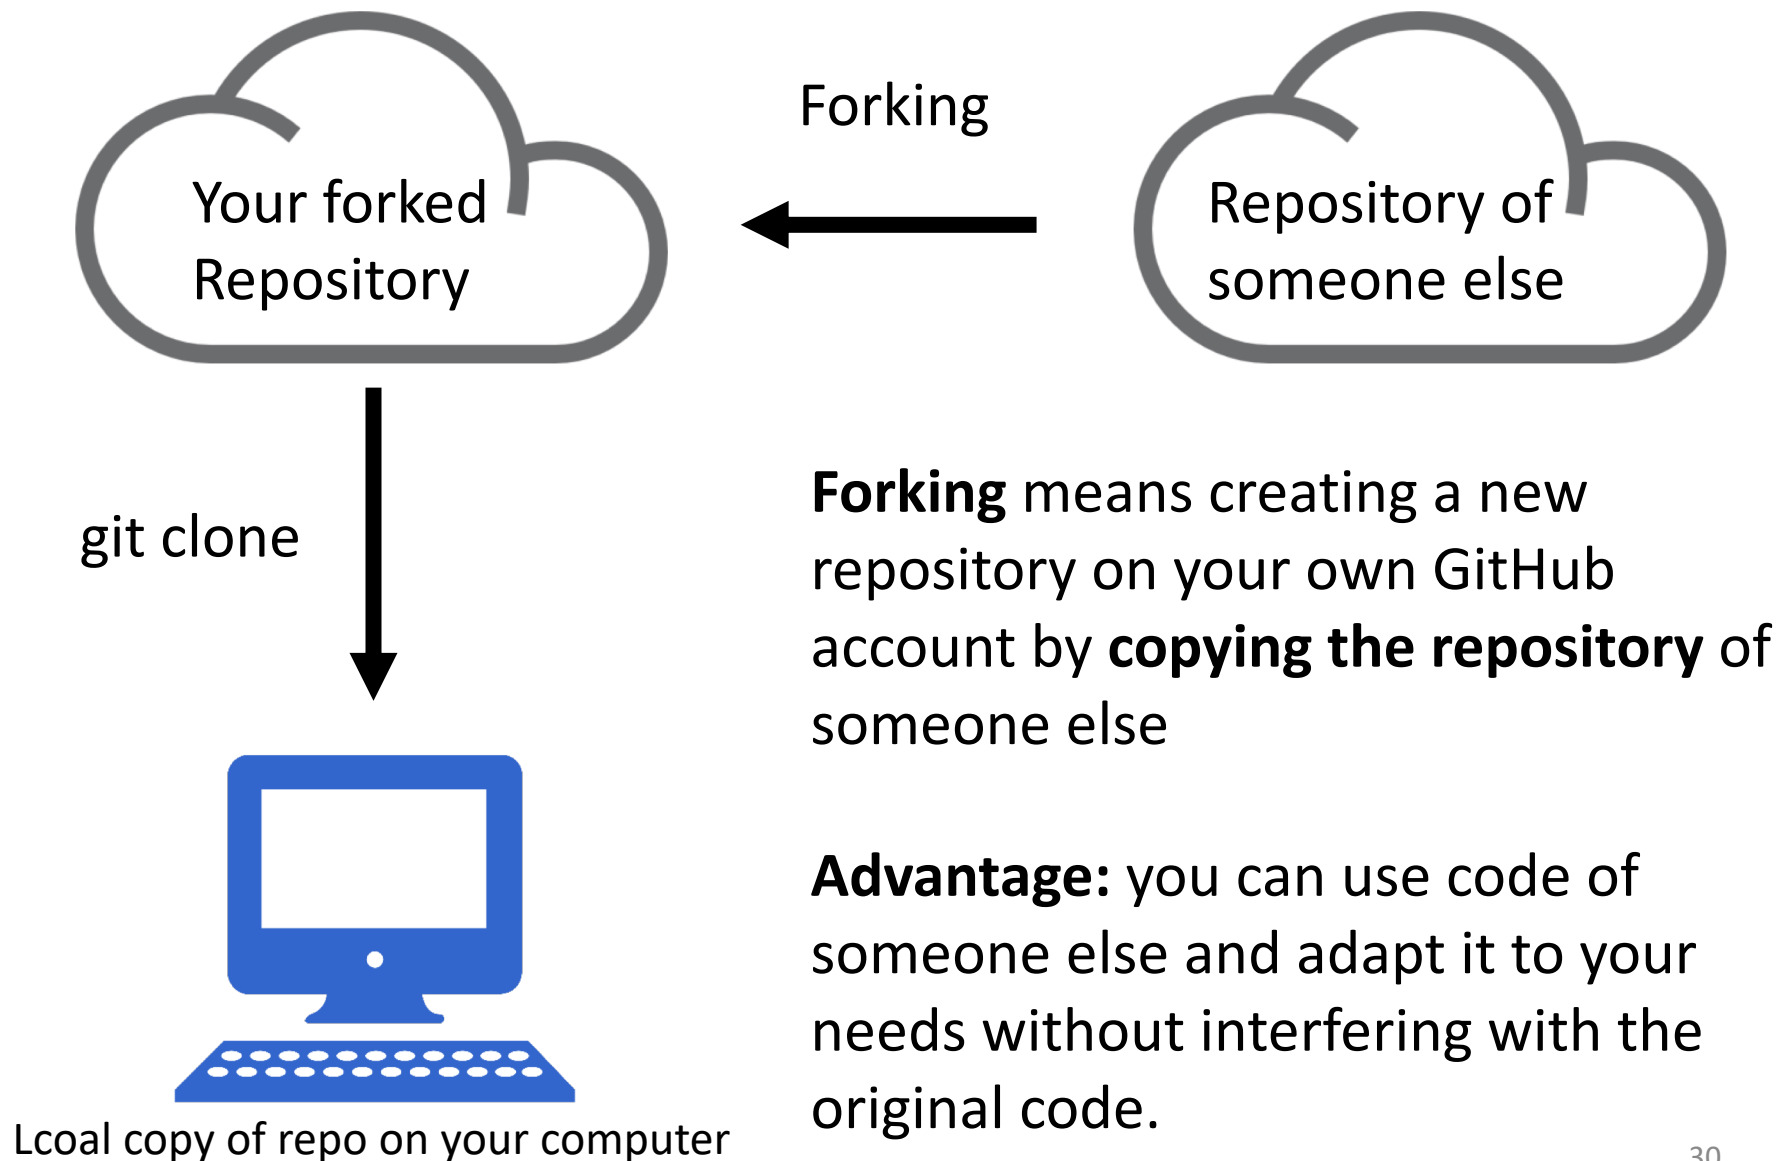 Forking
Your forked
Repository
Repository of
someone else
git clone
Forking means creating a new
repository on your own GitHub
account by copying the repository of
someone else
Advantage: you can use code of
someone else and adapt it to your
needs without interfering with the
original code.
Lcoal copy of repo on your computer
30